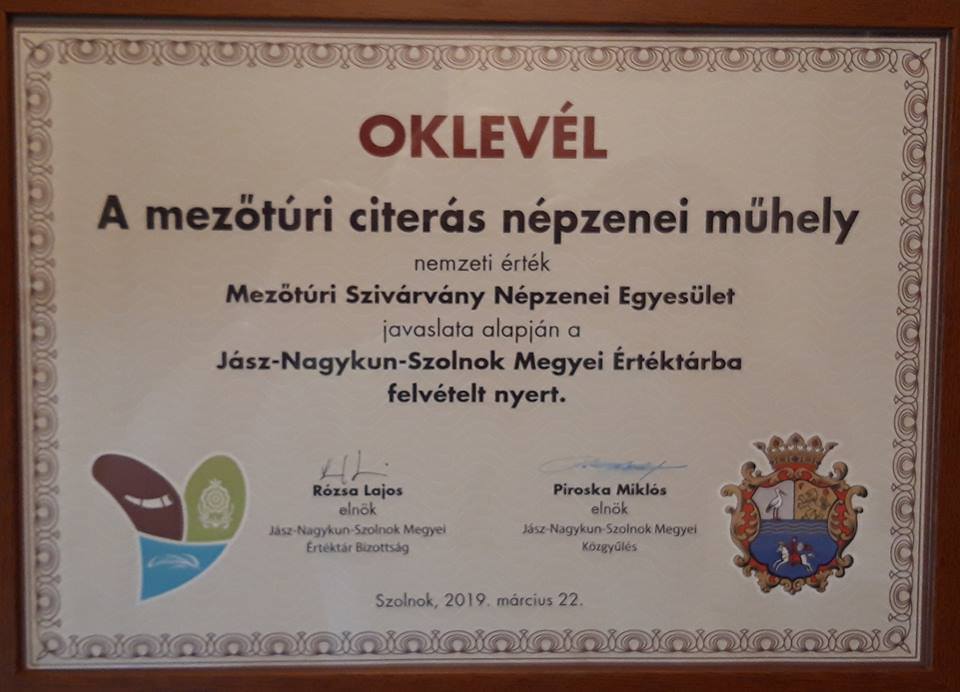 OKLEVÉL
A mezőtúri citerás népzenei műhely
nemzeti érték
Mezőtúri Szivárvány Népzenei Egyesület
javaslata alapján a
Jász-Nagykun-Szolnok Megyei Értéktárba
felvételt nyert.
Rózsa Lajos
elnök
Jász-Nagykun-Szolnok Megyei
Értéktár Bizottság
Piroska Miklós
elnök
Jász-Nagykun-Szolnok Megyei
Közgyűlés
Szolnok, 2019. március 22.